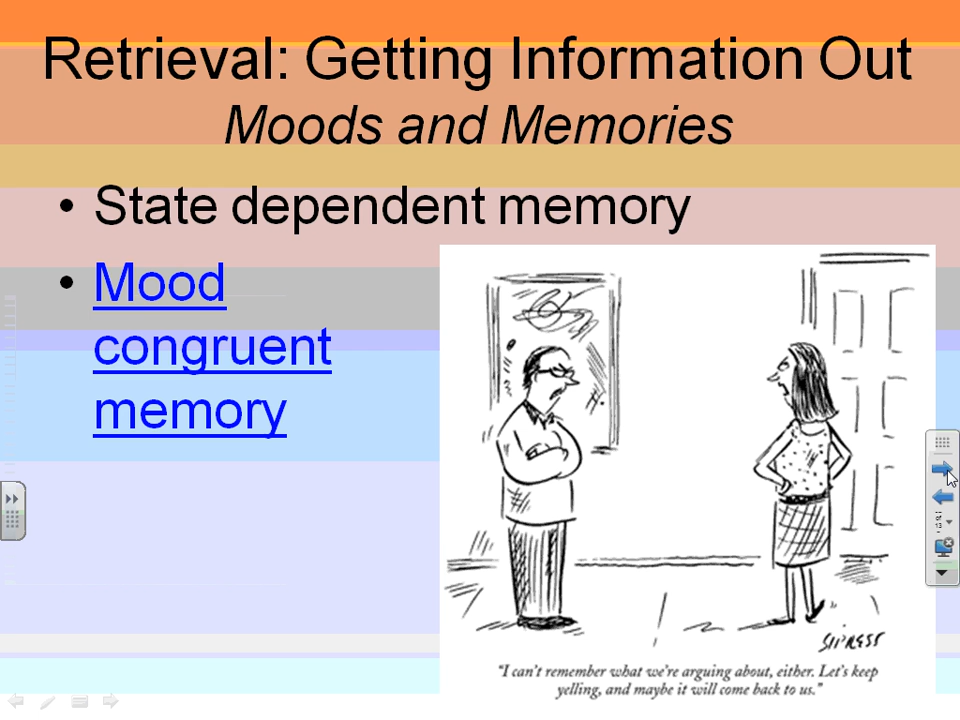 Retrieval: Getting Information Out
Moods and Memories
• State dependent memory
• Mood
congruent
memory
SIPRESS
"I can't remember what we're arguing about, either. Let's keep
yelling, and maybe it will come back to us."